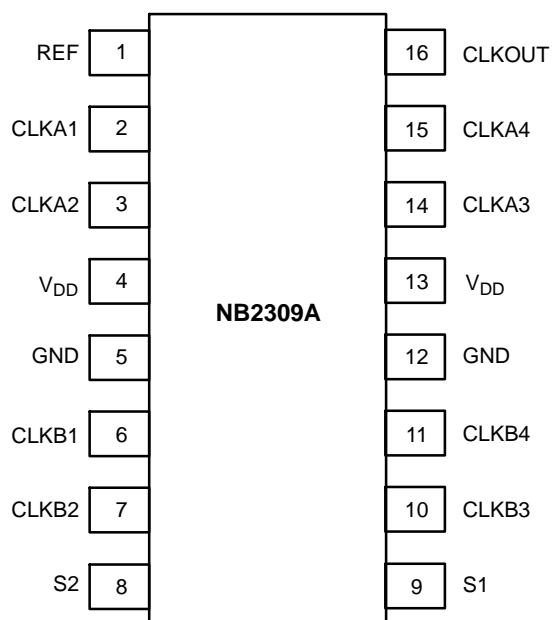 REF 1 16 CLKOUT
CLKA1 2 15 CLKA4
CLKA2 3 14 CLKA3
VDD 4 13 VDD
NB2309A
GND 5 12 GND
CLKB1 6 11 CLKB4
CLKB2 7 10 CLKB3
S2 8 9 S1